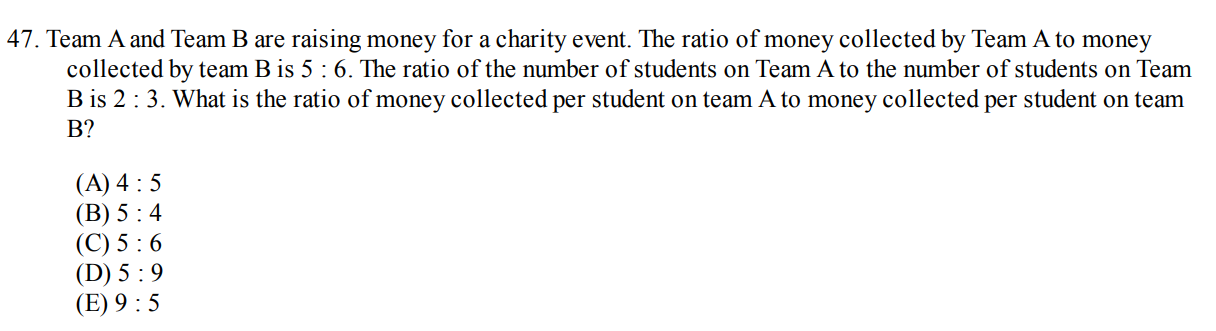 47. Team A and Team B are raising money for a charity event. The ratio of money collected by Team A to money
collected by team B is 5 : 6. The ratio of the number of students on Team A to the number of students on Team
B is 2 : 3. What is the ratio of money collected per student on team A to money collected per student on team
B?
(A) 4 : 5
(B) 5 : 4
(C) 5 : 6
(D) 5 : 9
(E) 9 : 5